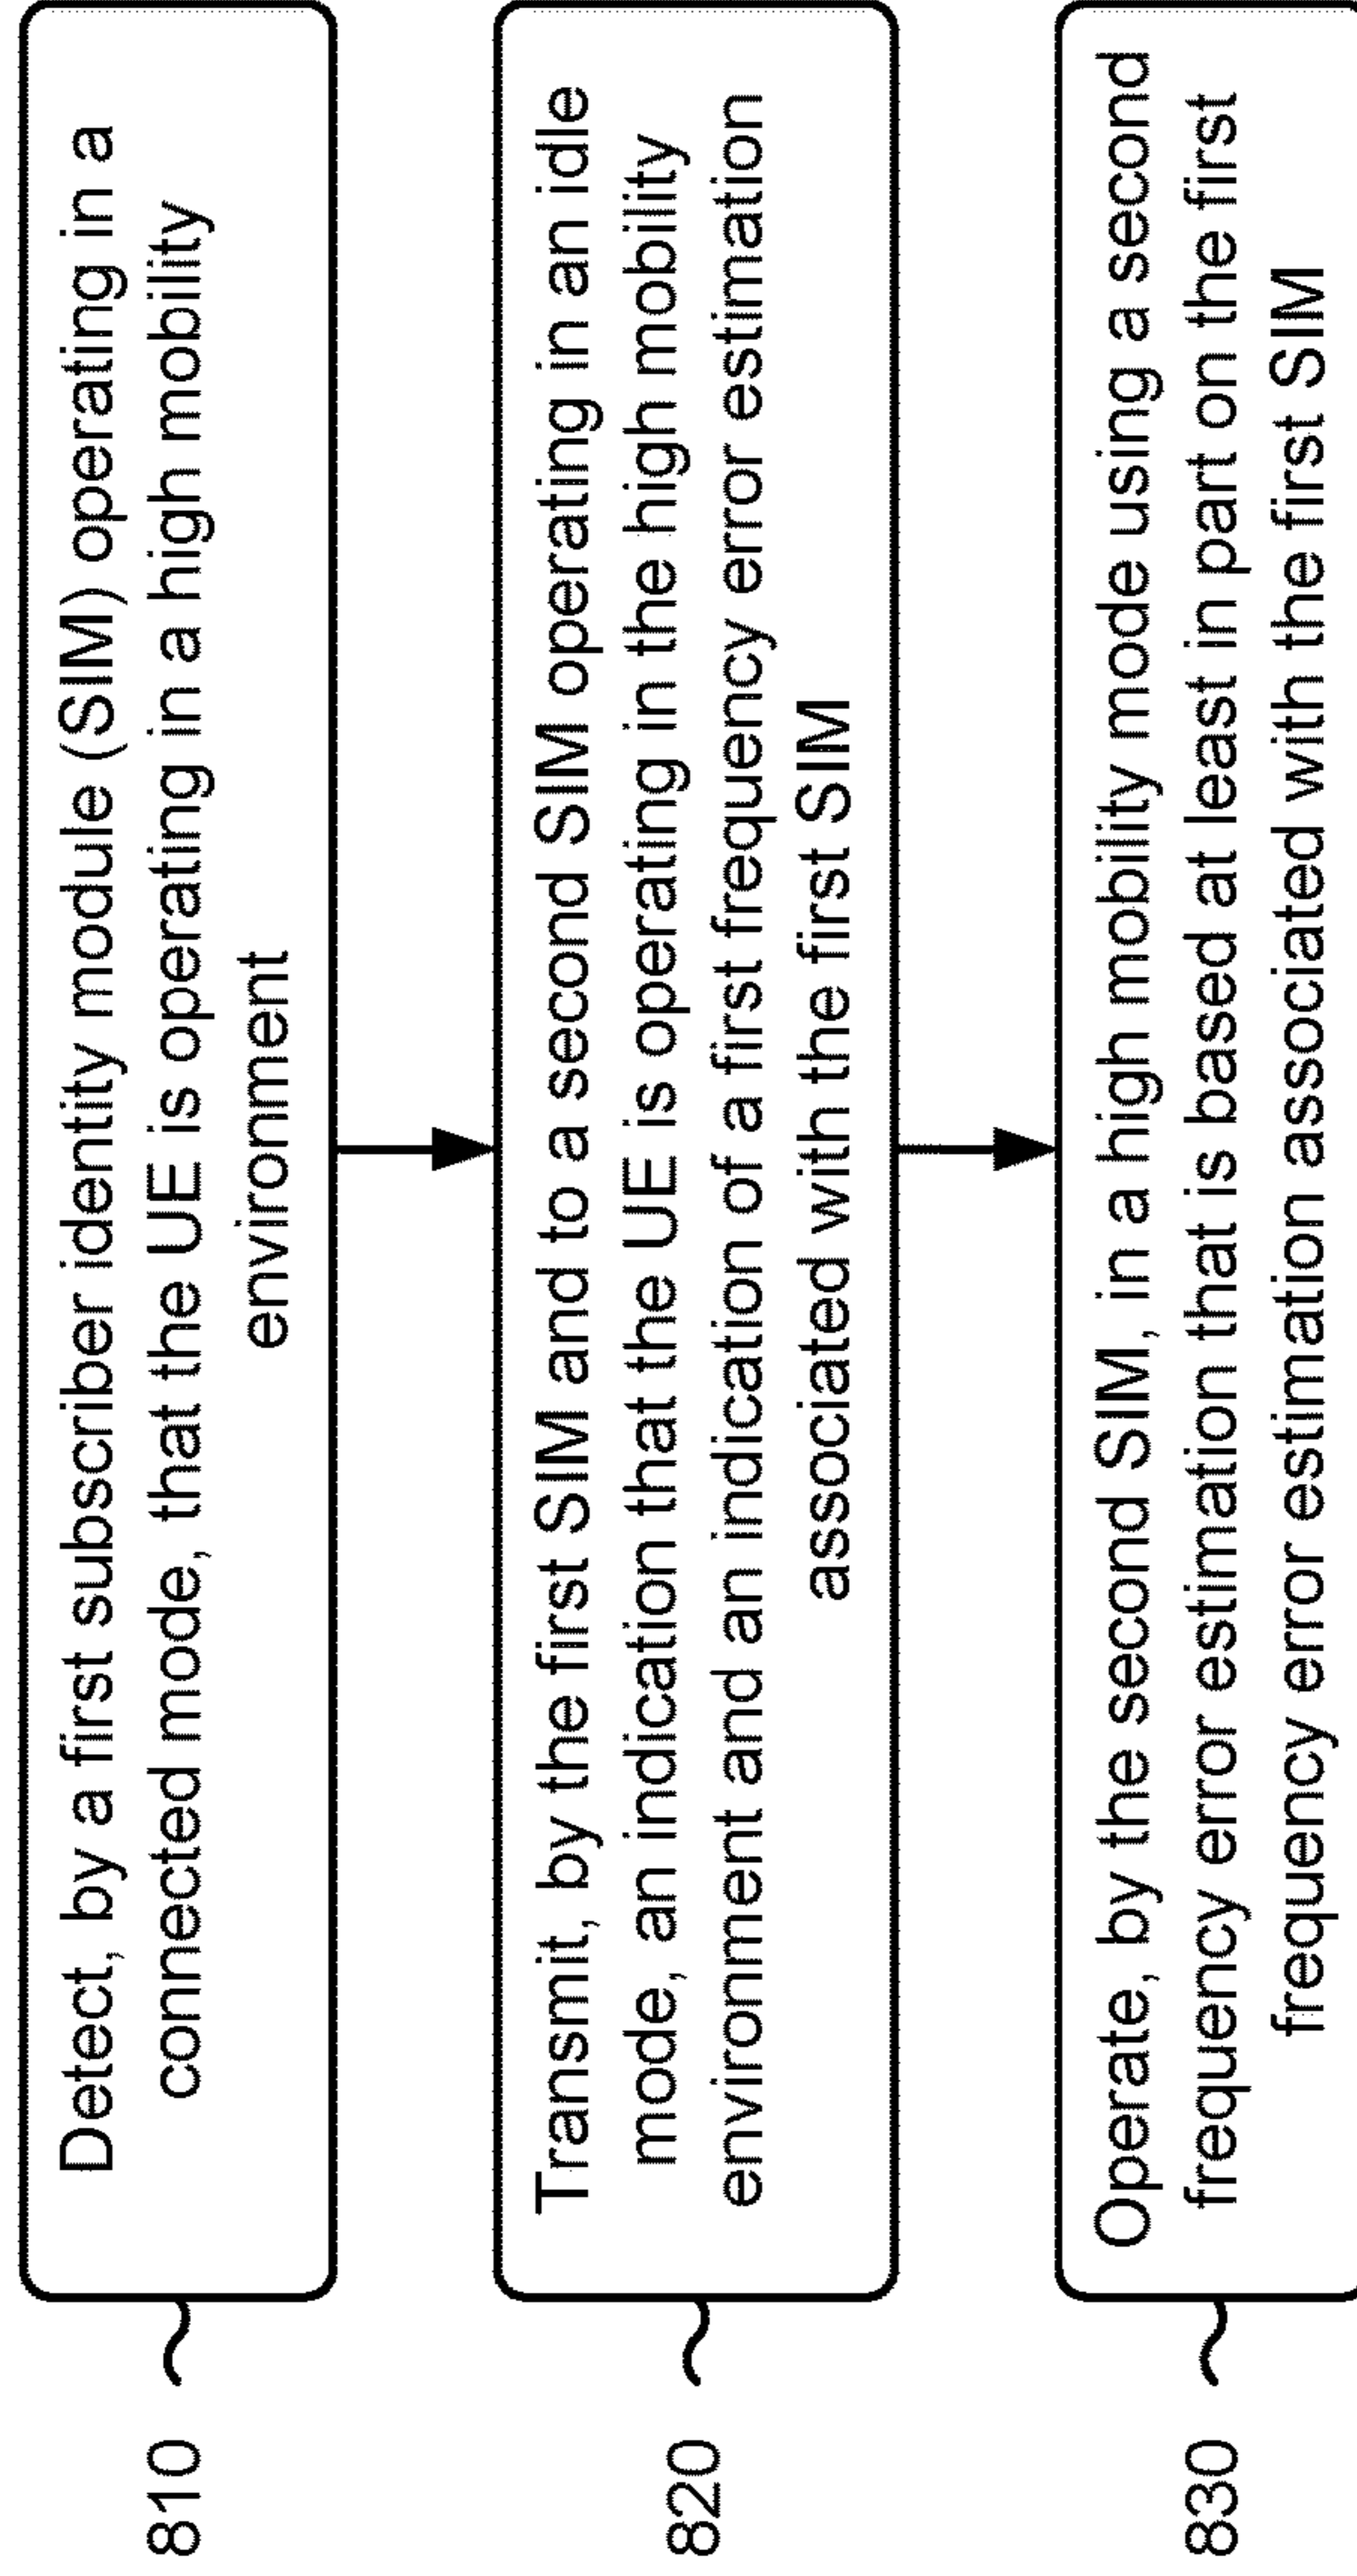 810
Detect, by a first subscriber identity module (SIM) operating in a
connected mode, that the UE is operating in a high mobility
environment
820
Transmit, by the first SIM and to a second SIM operating in an idle
mode, an indication that the UE is operating in the high mobility
environment and an indication of a first frequency error estimation
associated with the first SIM
830
Operate, by the second SIM, in a high mobility mode using a second
frequency error estimation that is based at least in part on the first
frequency error estimation associated with the first SIM